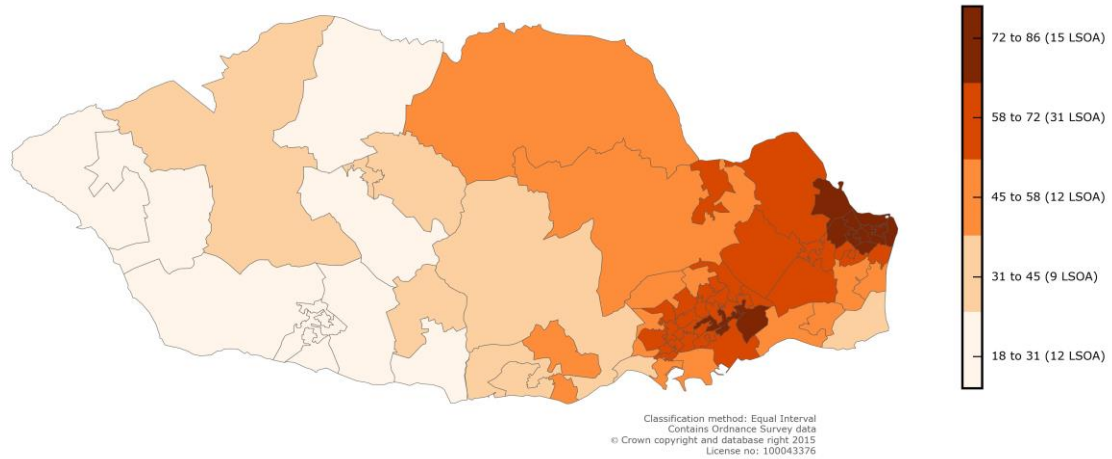 72 to 86 (15 LSOA)
58 to 72 (31 LSOA)
45 to 58 (12 LSOA)
31 to 45 (9 LSOA)
18 to 31 (12 LSOA)
Classification method: Equal Interval
Contains Ordnance Survey data
© Crown copyright and database right 2015
License no: 100043376